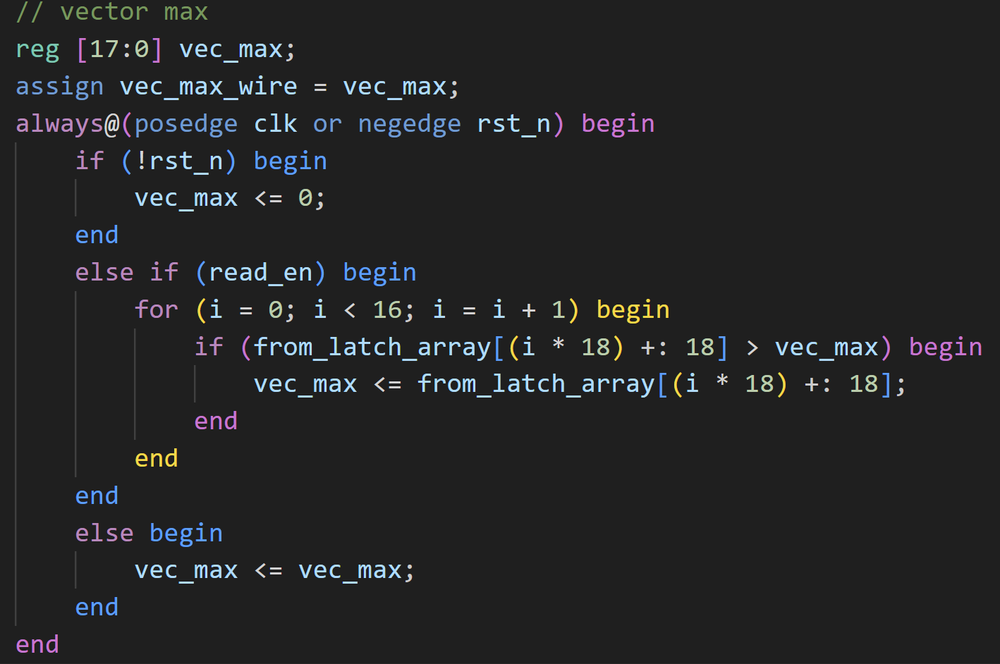 // vector max
reg [17:0] vec_max;
assign vec_max_wire = vec_max;
always@(posedge clk or negedge rst_n) begin
    if (!rst_n) begin
        vec_max <= 0;
    end
    else if (read_en) begin
        for (i = 0; i < 16; i = i + 1) begin
            if (from_latch_array[(i * 18) +: 18] > vec_max) begin
                vec_max <= from_latch_array[(i * 18) +: 18];
            end
        end
    end
    else begin
        vec_max <= vec_max;
    end
end